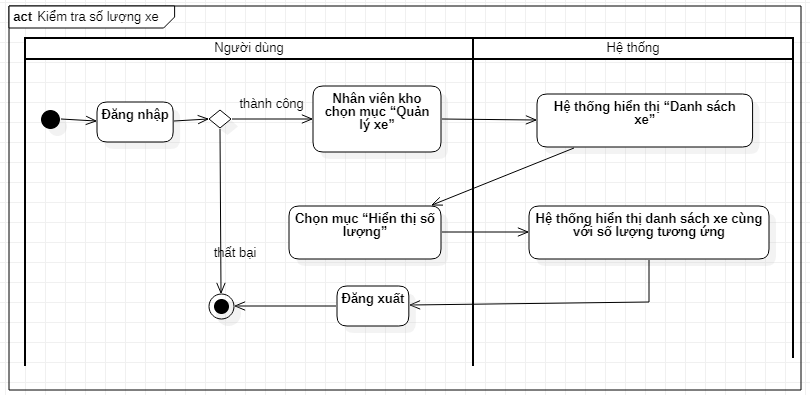 act Kiểm tra số lượng xe
Người dùng
Hệ thống
Đăng nhập
thành công
Nhân viên kho
chọn mục “Quản
lý xe”
Hệ thống hiển thị “Danh sách
xe”
Chọn mục “Hiển thị số
lượng”
Hệ thống hiển thị danh sách xe cùng
với số lượng tương ứng
thất bại
Đăng xuất